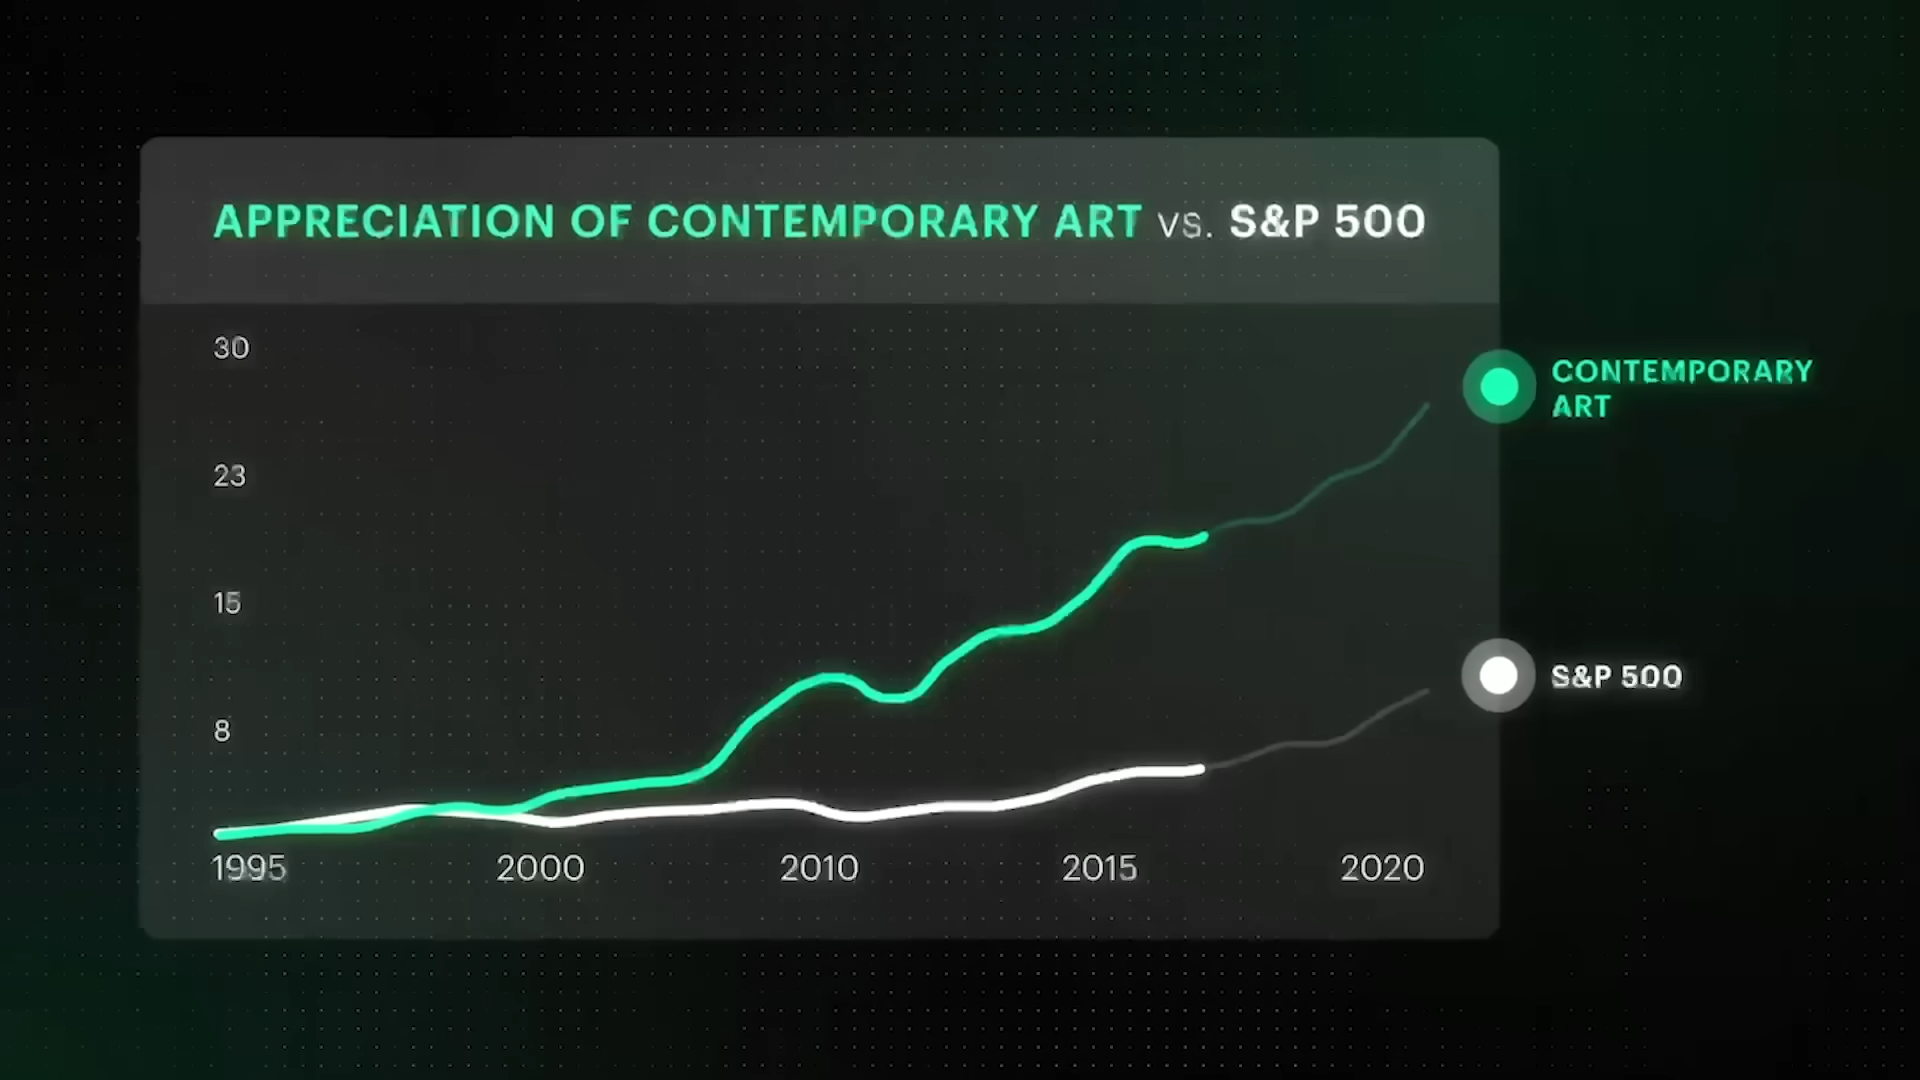 APPRECIATION OF CONTEMPORARY ART vs. S&P 500
30
23
15
8
1995 2000 2010 2015 2020
CONTEMPORARY
ART
S&P 500